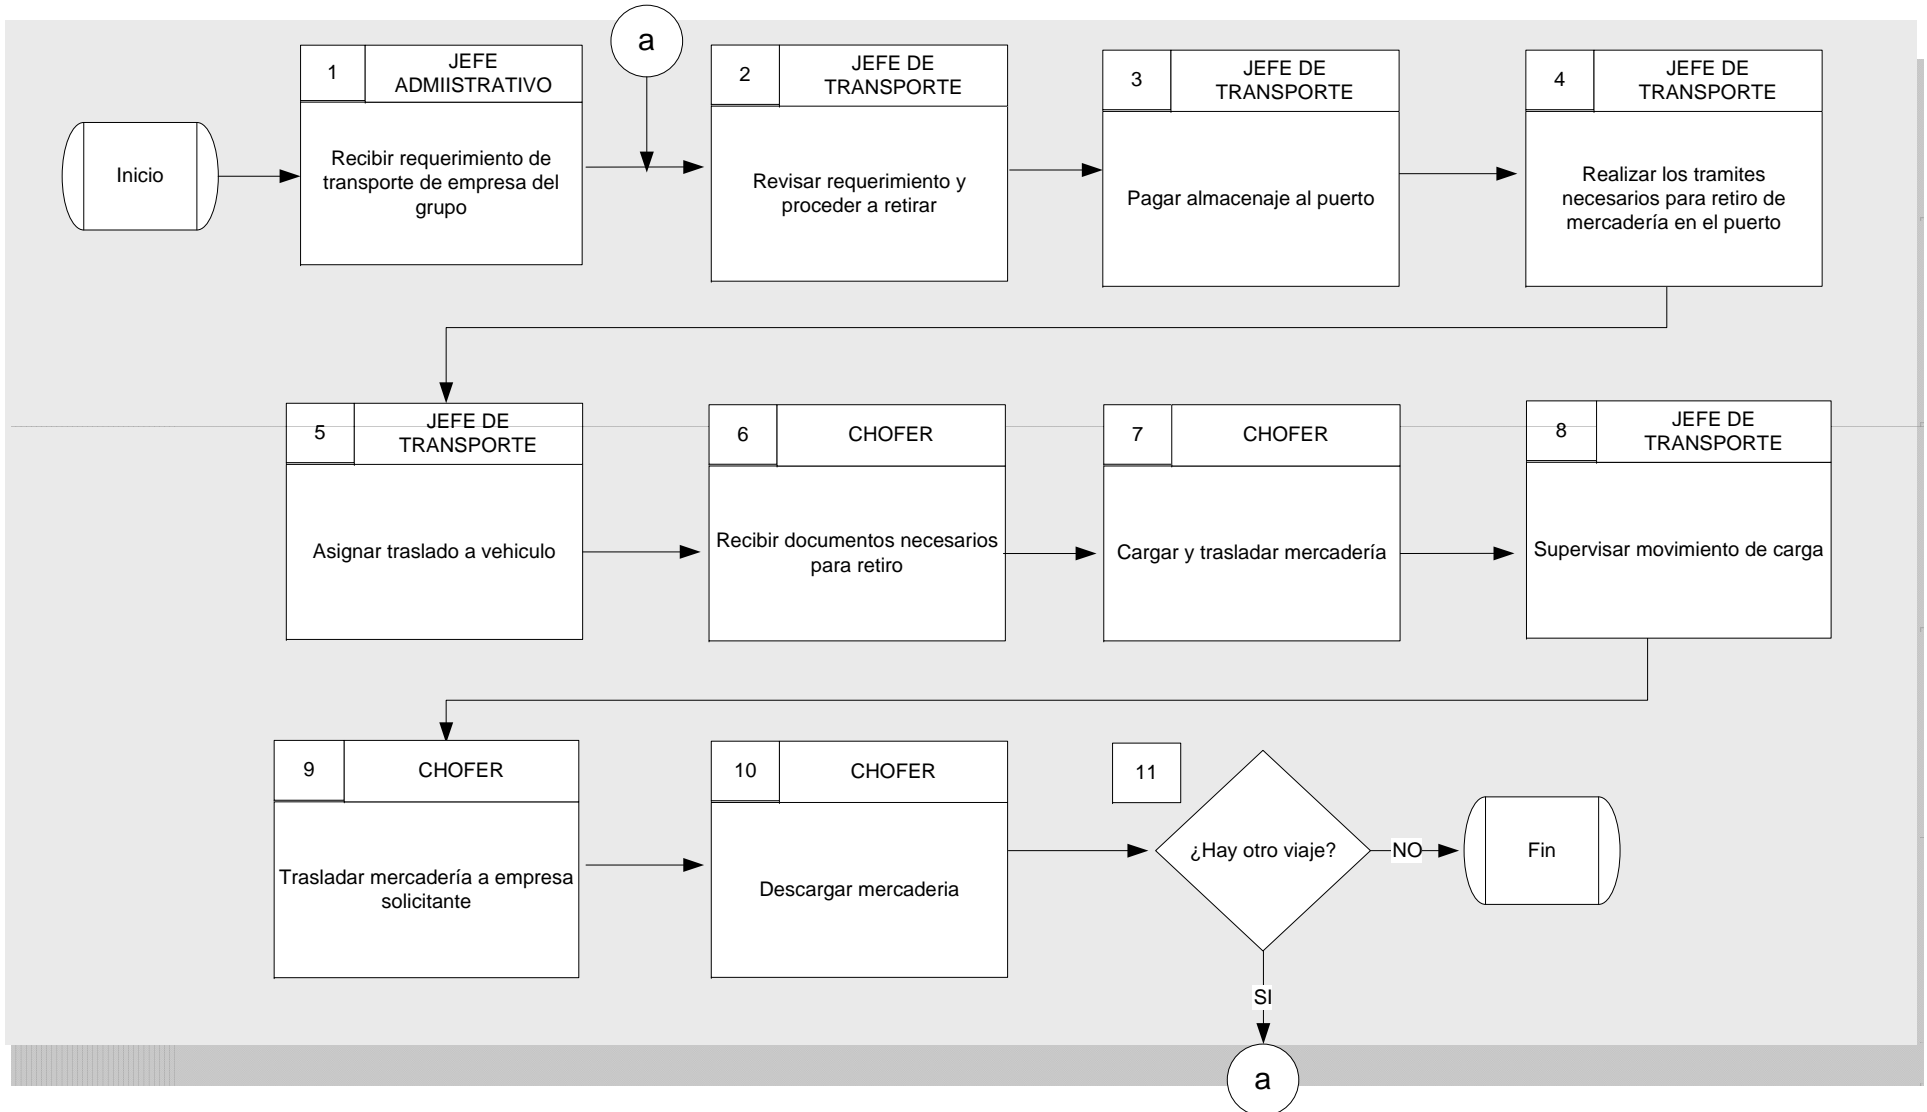 a
1
JEFE
ADMIISTRATIVO
Recibir requerimiento de
transporte de empresa del
grupo
2
JEFE DE
TRANSPORTE
Revisar requerimiento y
proceder a retirar
3
JEFE DE
TRANSPORTE
Pagar almacenaje al puerto
4
JEFE DE
TRANSPORTE
Realizar los tramites
necesarios para retiro de
mercadería en el puerto
Inicio
5
JEFE DE
TRANSPORTE
Asignar traslado a vehiculo
6
CHOFER
Recibir documentos necesarios
para retiro
7
CHOFER
Cargar y trasladar mercadería
8
JEFE DE
TRANSPORTE
Supervisar movimiento de carga
9
CHOFER
Trasladar mercadería a empresa
solicitante
10
CHOFER
Descargar mercaderia
11
¿Hay otro viaje?
NO
Fin
SI
a